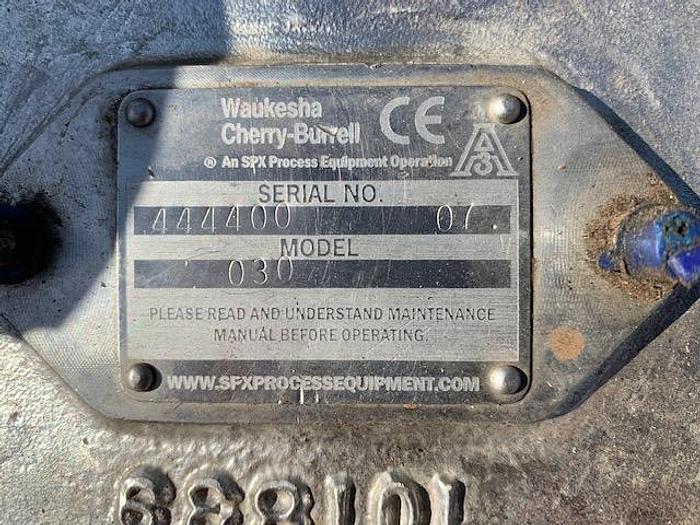 Waukesha
Cherry-Burrell
CE
® An SPX Process Equipment Operation
3A
SERIAL NO.
444400 07.
MODEL
030
PLEASE READ AND UNDERSTAND MAINTENANCE
MANUAL BEFORE OPERATING.
WWW.SPXPROCESSEQUIPMENT.COM